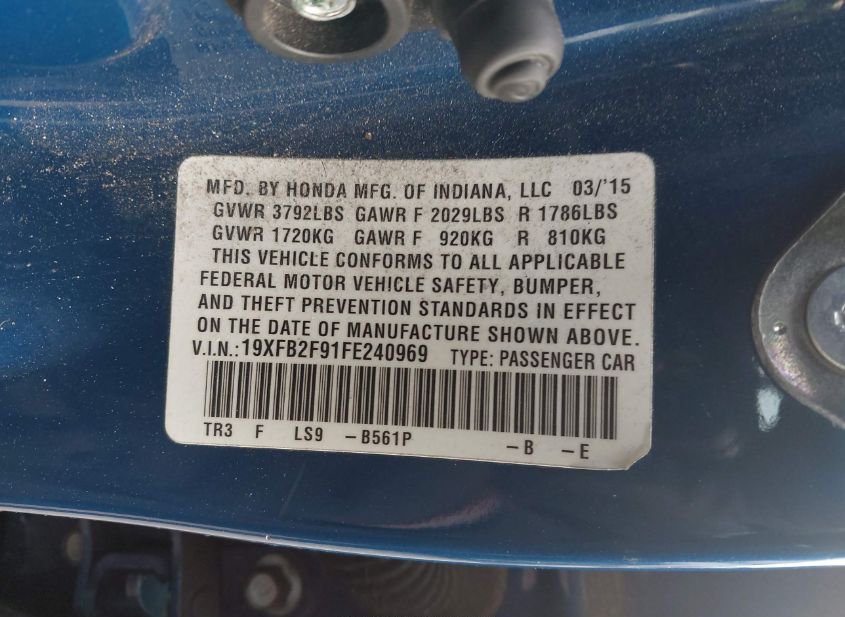 MFD. BY HONDA MFG. OF INDIANA, LLC 03/'15
GVWR 3792LBS GAWR F 2029LBS R 1786LBS
GVWR 1720KG GAWR F 920KG R 810KG
THIS VEHICLE CONFORMS TO ALL APPLICABLE
FEDERAL MOTOR VEHICLE SAFETY, BUMPER,
AND THEFT PREVENTION STANDARDS IN EFFECT
ON THE DATE OF MANUFACTURE SHOWN ABOVE.
V.I.N.: 19XFB2F91FE240969 TYPE: PASSENGER CAR
TR3 F LS9 -B561P -B -E